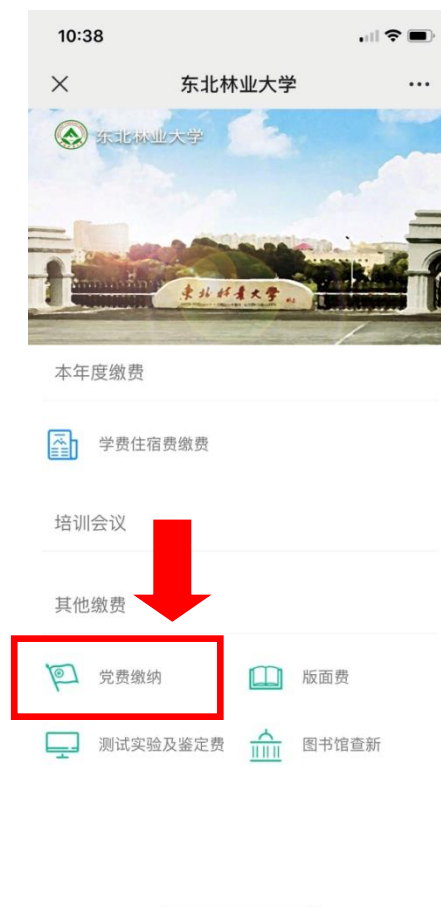 10:38
东北林业大学
东北林业大学
东北林业大学
本年度缴费
学费住宿费缴费
培训会议
其他缴费
党费缴纳
版面费
测试实验及鉴定费
图书馆查新